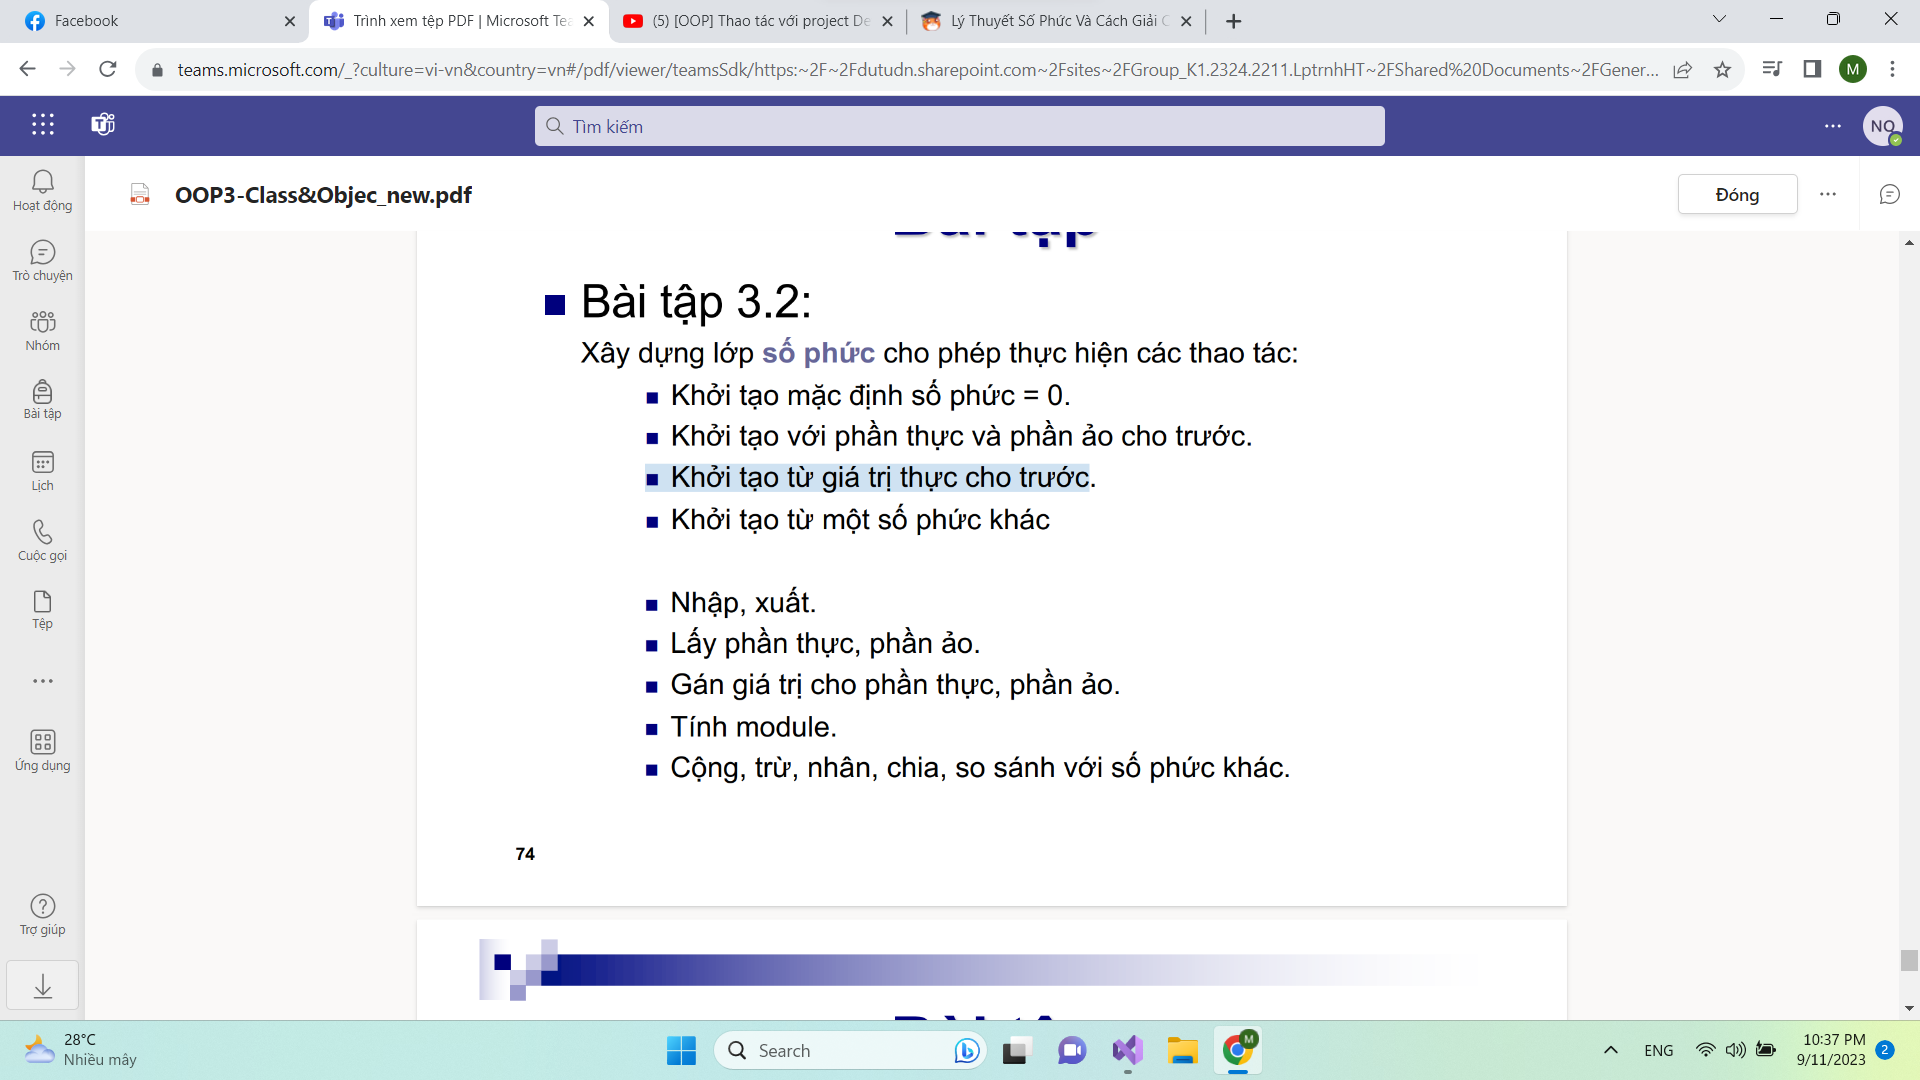 Facebook
Trình xem tệp PDF | Microsoft Tea
(5) [OOP] Thao tác với project De
Lý Thuyết Số Phức Và Cách Giải C
teams.microsoft.com/_?culture=vi-vn&country=vn#/pdf/viewer/teamsSdk/https:~2F~2Fdutudn.sharepoint.com~2Fsites~2FGroup_K1.2324.2211.LptrnhHT~2FShared%20Documents~2FGener...
M
Tìm kiếm
NQ
Hoạt động
Trò chuyện
Nhóm
Bài tập
Lịch
Cuộc gọi
Tệp
Ứng dụng
Trợ giúp
OOP3-Class&Objec_new.pdf
Đóng
Bài tập
Bài tập 3.2:
Xây dựng lớp số phức cho phép thực hiện các thao tác:
Khởi tạo mặc định số phức = 0.
Khởi tạo với phần thực và phần ảo cho trước.
Khởi tạo từ giá trị thực cho trước.
Khởi tạo từ một số phức khác
Nhập, xuất.
Lấy phần thực, phần ảo.
Gán giá trị cho phần thực, phần ảo.
Tính module.
Cộng, trừ, nhân, chia, so sánh với số phức khác.
74
Bài tậ
28°C
Nhiều mây
Search
M
ENG
10:37 PM
9/11/2023
2